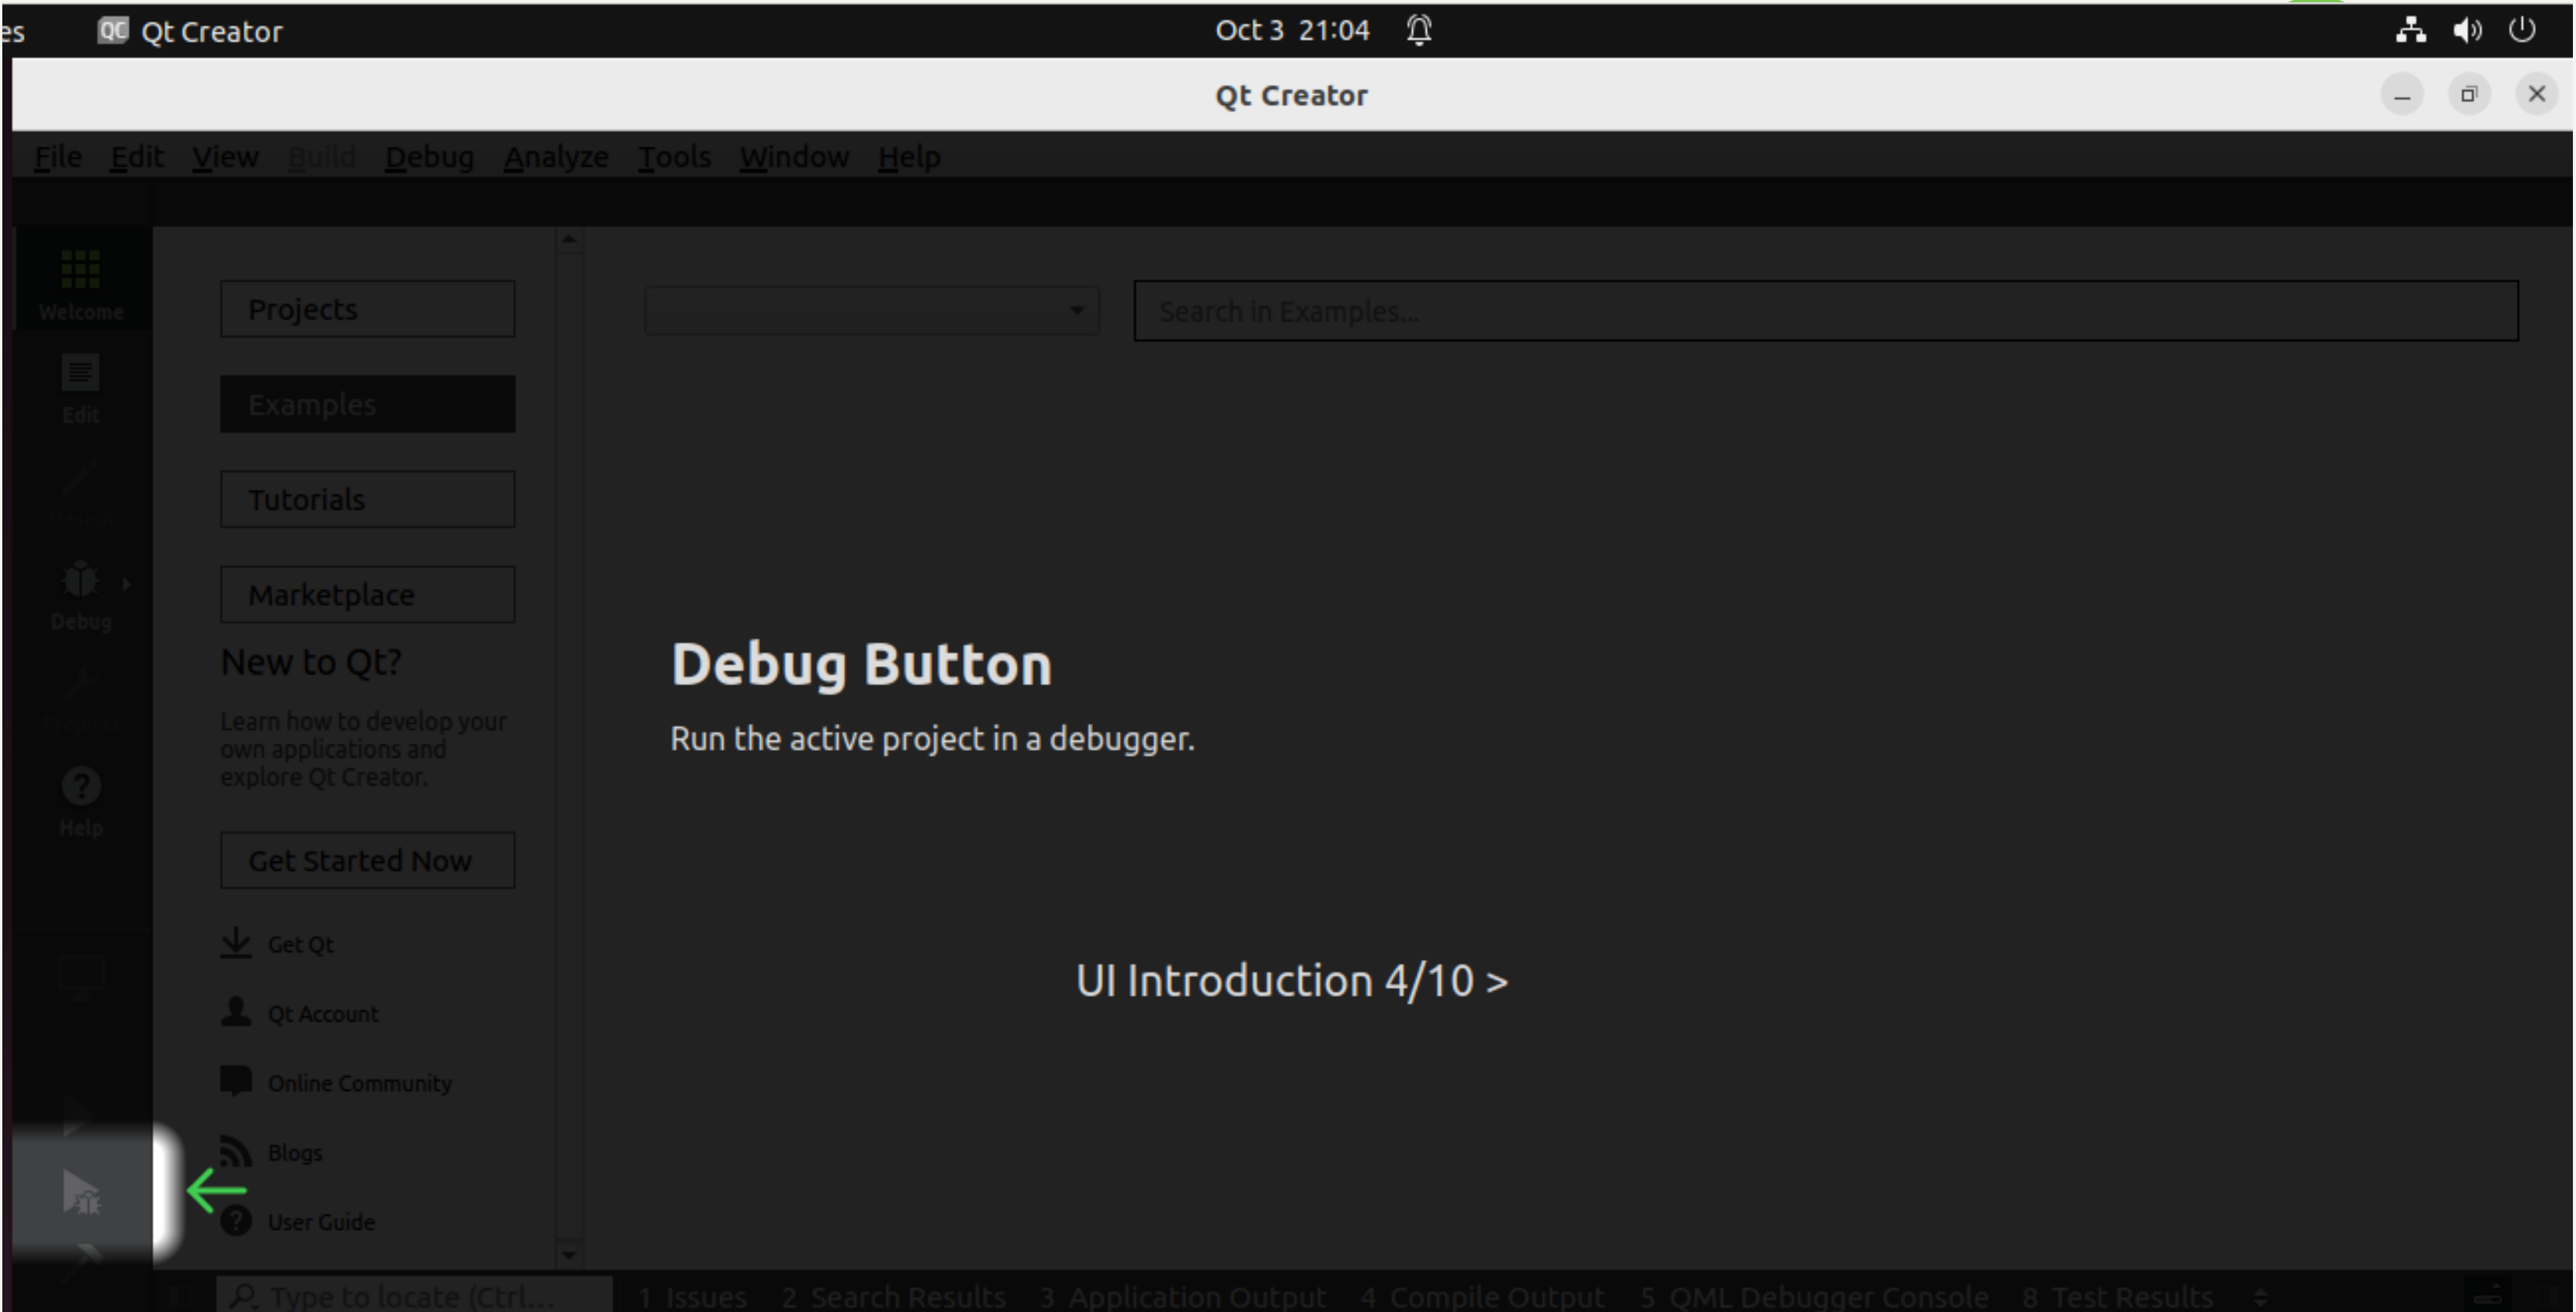 es QC Qt Creator Oct 3 21:04
Qt Creator
File Edit View Build Debug Analyze Tools Window Help
Welcome
Edit
Design
Debug
Projects
Help
Projects
Examples
Tutorials
Marketplace
New to Qt?
Learn how to develop your
own applications and
explore Qt Creator.
Get Started Now
Get Qt
Qt Account
Online Community
Blogs
User Guide
Search in Examples...
Debug Button
Run the active project in a debugger.
UI Introduction 4/10 >
Type to locate (Ctrl... 1 Issues 2 Search Results 3 Application Output 4 Compile Output 5 QML Debugger Console 8 Test Results